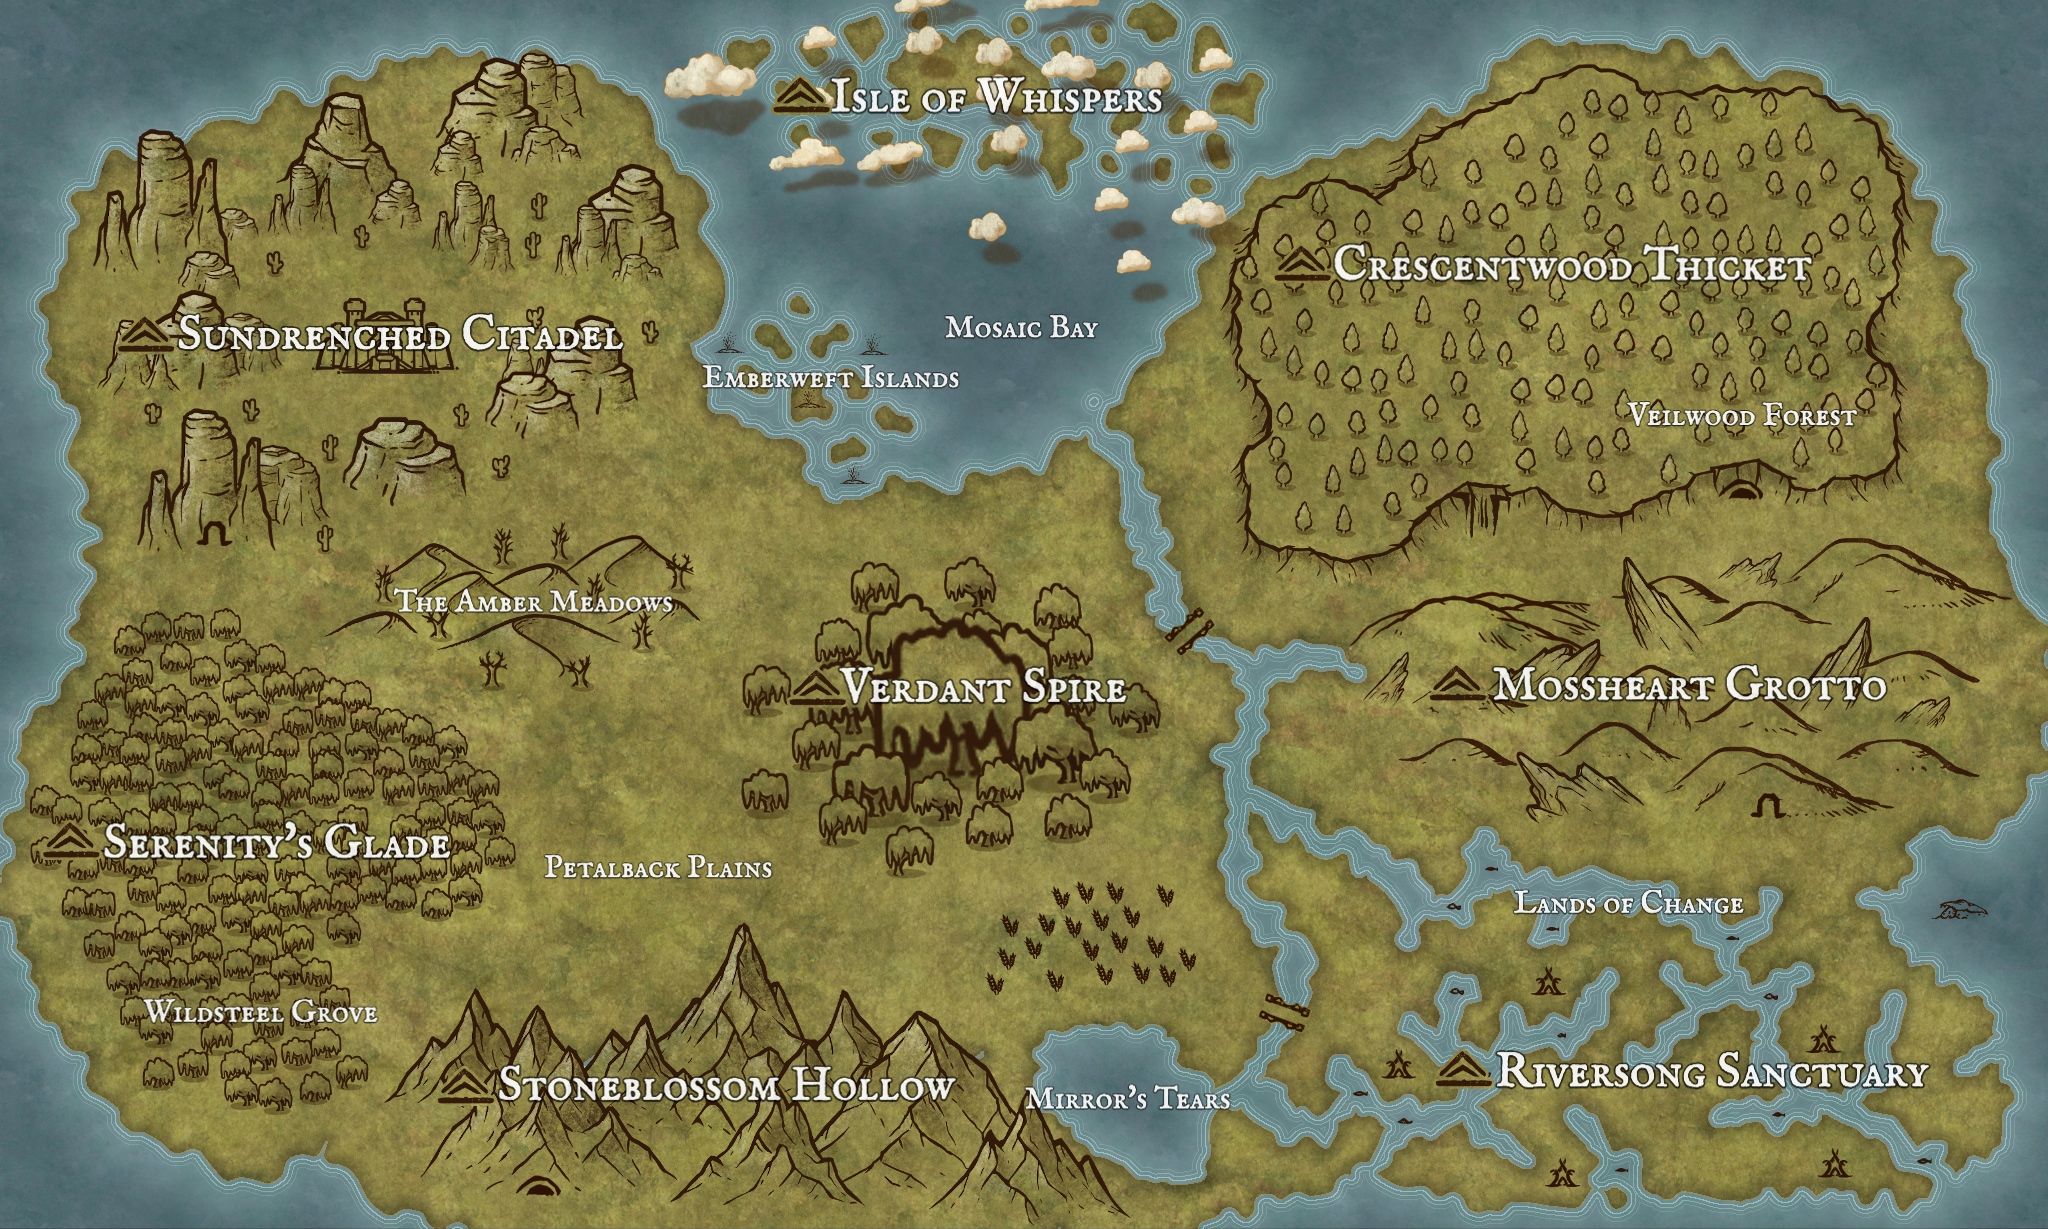 Isle of Whispers
Crescentwood Thicket
Sundrenched Citadel
Mosaic Bay
Emberweft Islands
Veilwood Forest
The Amber Meadows
Verdant Spire
Mossheart Grotto
Serenity's Glade
Petalback Plains
Lands of Change
Wildsteel Grove
Stoneblossom Hollow
Mirror's Tears
Riversong Sanctuary